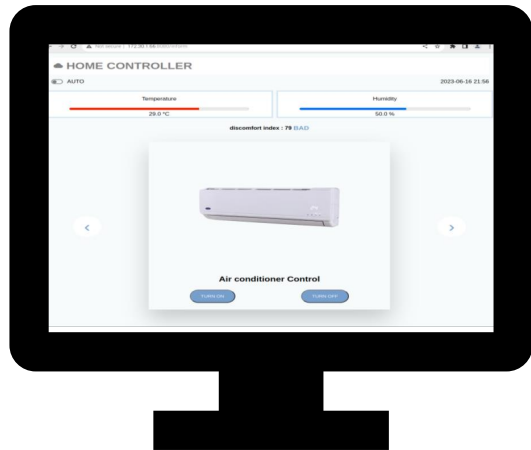 HOME CONTROLLER
AUTO
2023-06-16 21:56
Temperature
Humidity
29.0 °C
50.0 %
discomfort index : 79 BAD
Air conditioner Control
TURN ON
TURN OFF